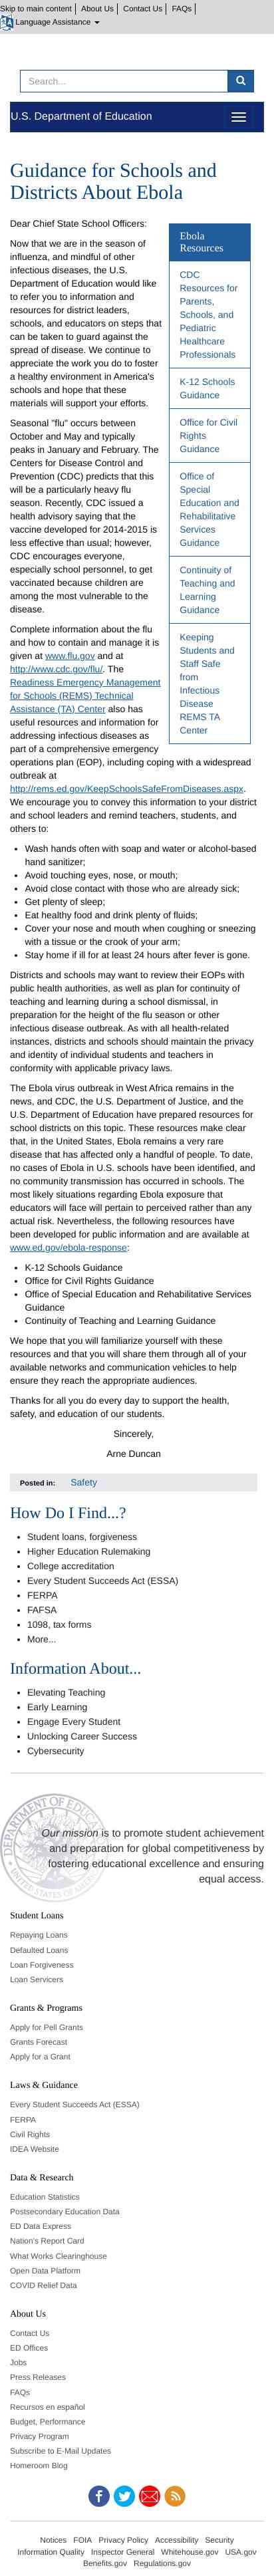 Skip to main content
About Us
Contact Us
FAQs
Language Assistance
Search...
U.S. Department of Education
Guidance for Schools and
Districts About Ebola
Dear Chief State School Officers:
Now that we are in the season of
influenza, and mindful of other
infectious diseases, the U.S.
Department of Education would like
to refer you to information and
resources for district leaders,
schools, and educators on steps that
can be taken to guard against the
spread of disease. We continue to
appreciate the work you are doing to
foster a healthy environment in America's
schools and hope that these
materials will support your efforts.
Seasonal "flu" occurs between
October and May and typically
peaks in January and February. The
Centers for Disease Control and
Prevention (CDC) predicts that this
will be a particularly heavy flu
season. Recently, CDC issued an
health advisory saying that the
vaccine developed for 2014-2015 is
less effective than usual; however,
CDC encourages everyone,
especially school personnel, to get
vaccinated because children are
among the most vulnerable to the
disease.
Complete information about the flu
and how to contain and manage it is
given at www.flu.gov and at
http://www.cdc.gov/flu/. The
Readiness Emergency Management
for Schools (REMS) Technical
Assistance (TA) Center also has
useful resources and information for
addressing infectious diseases as
part of a comprehensive emergency
operations plan (EOP), including coping with a widespread
outbreak at
http://rems.ed.gov/KeepSchoolsSafeFromDiseases.aspx.
We encourage you to convey this information to your district
and school leaders and remind teachers, students, and
others to:
Ebola
Resources
CDC
Resources for
Parents,
Schools, and
Pediatric
Healthcare
Professionals
K-12 Schools
Guidance
Office for Civil
Rights
Guidance
Office of
Special
Education and
Rehabilitative
Services
Guidance
Continuity of
Teaching and
Learning
Guidance
Keeping
Students and
Staff Safe
from
Infectious
Disease
REMS TA
Center
• Wash hands often with soap and water or alcohol-based
hand sanitizer;
• Avoid touching eyes, nose, or mouth;
• Avoid close contact with those who are already sick;
• Get plenty of sleep;
• Eat healthy food and drink plenty of fluids;
• Cover your nose and mouth when coughing or sneezing
with a tissue or the crook of your arm;
• Stay home if ill for at least 24 hours after fever is gone.
Districts and schools may want to review their EOPs with
public health authorities, as well as plan for continuity of
teaching and learning during a school dismissal, in
preparation for the height of the flu season or other
infectious disease outbreak. As with all health-related
instances, districts and schools should maintain the privacy
and identity of individual students and teachers in
compliance with applicable privacy laws.
The Ebola virus outbreak in West Africa remains in the
news, and CDC, the U.S. Department of Justice, and the
U.S. Department of Education have prepared resources for
school districts on this topic. These resources make clear
that, in the United States, Ebola remains a very rare
disease that has affected only a handful of people. To date,
no cases of Ebola in U.S. schools have been identified, and
no community transmission has occurred in schools. The
most likely situations regarding Ebola exposure that
educators will face will pertain to perceived rather than any
actual risk. Nevertheless, the following resources have
been developed for public information and are available at
www.ed.gov/ebola-response:
• K-12 Schools Guidance
• Office for Civil Rights Guidance
• Office of Special Education and Rehabilitative Services
Guidance
• Continuity of Teaching and Learning Guidance
We hope that you will familiarize yourself with these
resources and that you will share them through all of your
available networks and communication vehicles to help
ensure they reach the appropriate audiences.
Thanks for all you do every day to support the health,
safety, and education of our students.
Sincerely,
Arne Duncan
Posted in: Safety
How Do I Find...?
• Student loans, forgiveness
• Higher Education Rulemaking
• College accreditation
• Every Student Succeeds Act (ESSA)
• FERPA
• FAFSA
• 1098, tax forms
• More...
Information About...
• Elevating Teaching
• Early Learning
• Engage Every Student
• Unlocking Career Success
• Cybersecurity
Our mission is to promote student achievement
and preparation for global competitiveness by
fostering educational excellence and ensuring
equal access.
Student Loans
Repaying Loans
Defaulted Loans
Loan Forgiveness
Loan Servicers
Grants & Programs
Apply for Pell Grants
Grants Forecast
Apply for a Grant
Laws & Guidance
Every Student Succeeds Act (ESSA)
FERPA
Civil Rights
IDEA Website
Data & Research
Education Statistics
Postsecondary Education Data
ED Data Express
Nation's Report Card
What Works Clearinghouse
Open Data Platform
COVID Relief Data
About Us
Contact Us
ED Offices
Jobs
Press Releases
FAQs
Recursos en español
Budget, Performance
Privacy Program
Subscribe to E-Mail Updates
Homeroom Blog
Notices FOIA Privacy Policy Accessibility Security
Information Quality Inspector General Whitehouse.gov USA.gov
Benefits.gov Regulations.gov